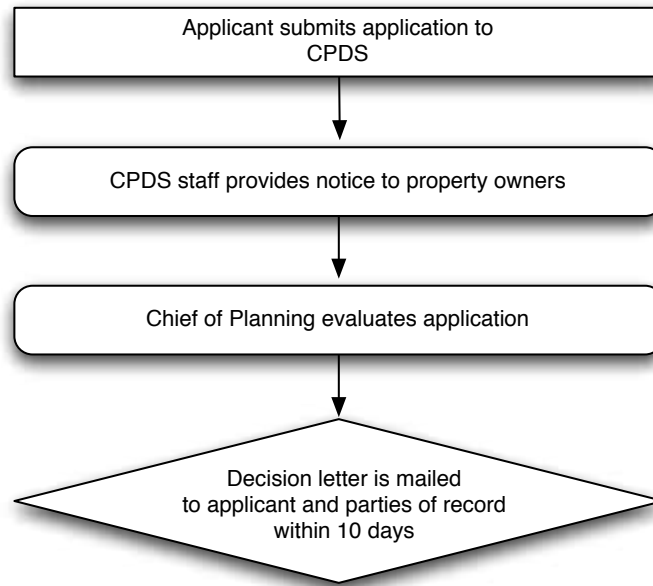 Applicant submits application to
CPDS
CPDS staff provides notice to property owners
Chief of Planning evaluates application
Decision letter is mailed
to applicant and parties of record
within 10 days